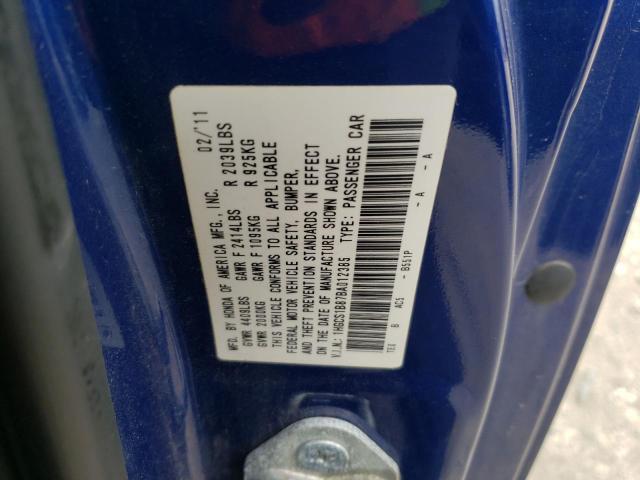 MFD. BY HONDA OF AMERICA MFG., INC. 02/'11
GVWR 4409LBS GAWR F 2414LBS R 2039LBS
GVWR 2000KG GAWR F 1095KG R 925KG
THIS VEHICLE CONFORMS TO ALL APPLICABLE
FEDERAL MOTOR VEHICLE SAFETY, BUMPER,
AND THEFT PREVENTION STANDARDS IN EFFECT
ON THE DATE OF MANUFACTURE SHOWN ABOVE.
V.I.N.: 1HGCS1B87BA012385 TYPE: PASSENGER CAR
TEX B AC5 - B551P - A - A